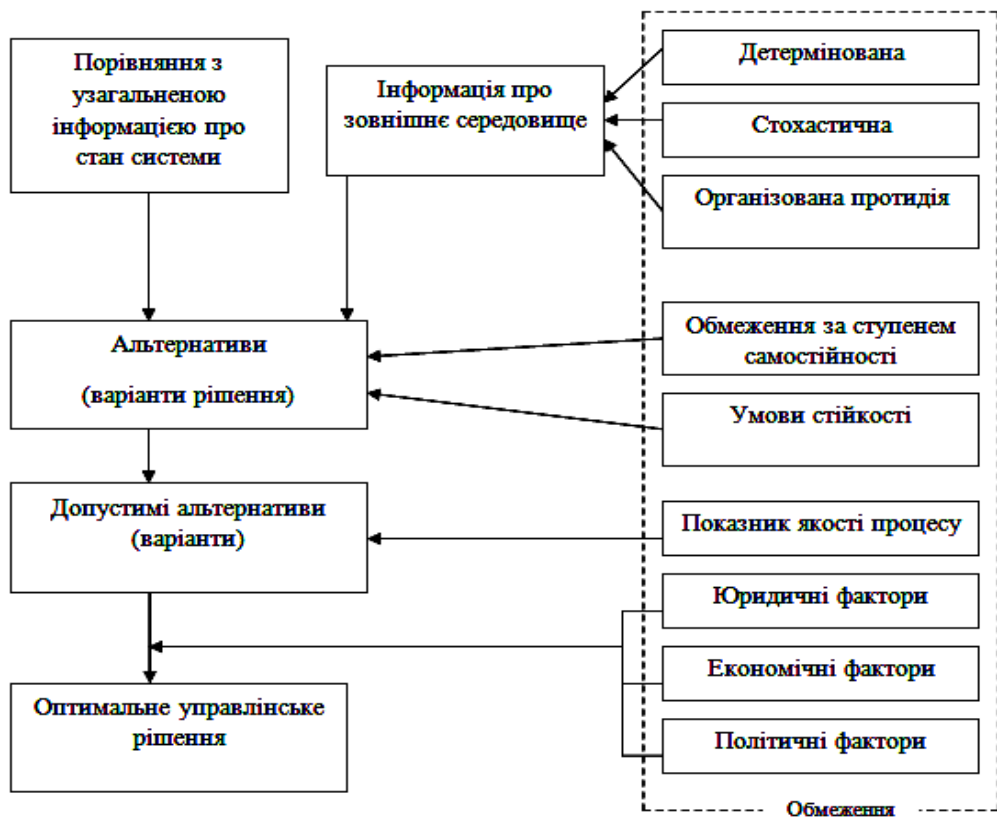 Порівняння з
узагальненою
інформацією про
стан системи
Інформація про
зовнішнє середовище
Детермінована
Стохастична
Організована протидія
Альтернативи
(варіанти рішення)
Обмеження за ступенем
самостійності
Умови стійкості
Допустимі альтернативи
(варіанти)
Показник якості процесу
Юридичні фактори
Економічні фактори
Політичні фактори
Оптимальне управлінське
рішення
Обмеження